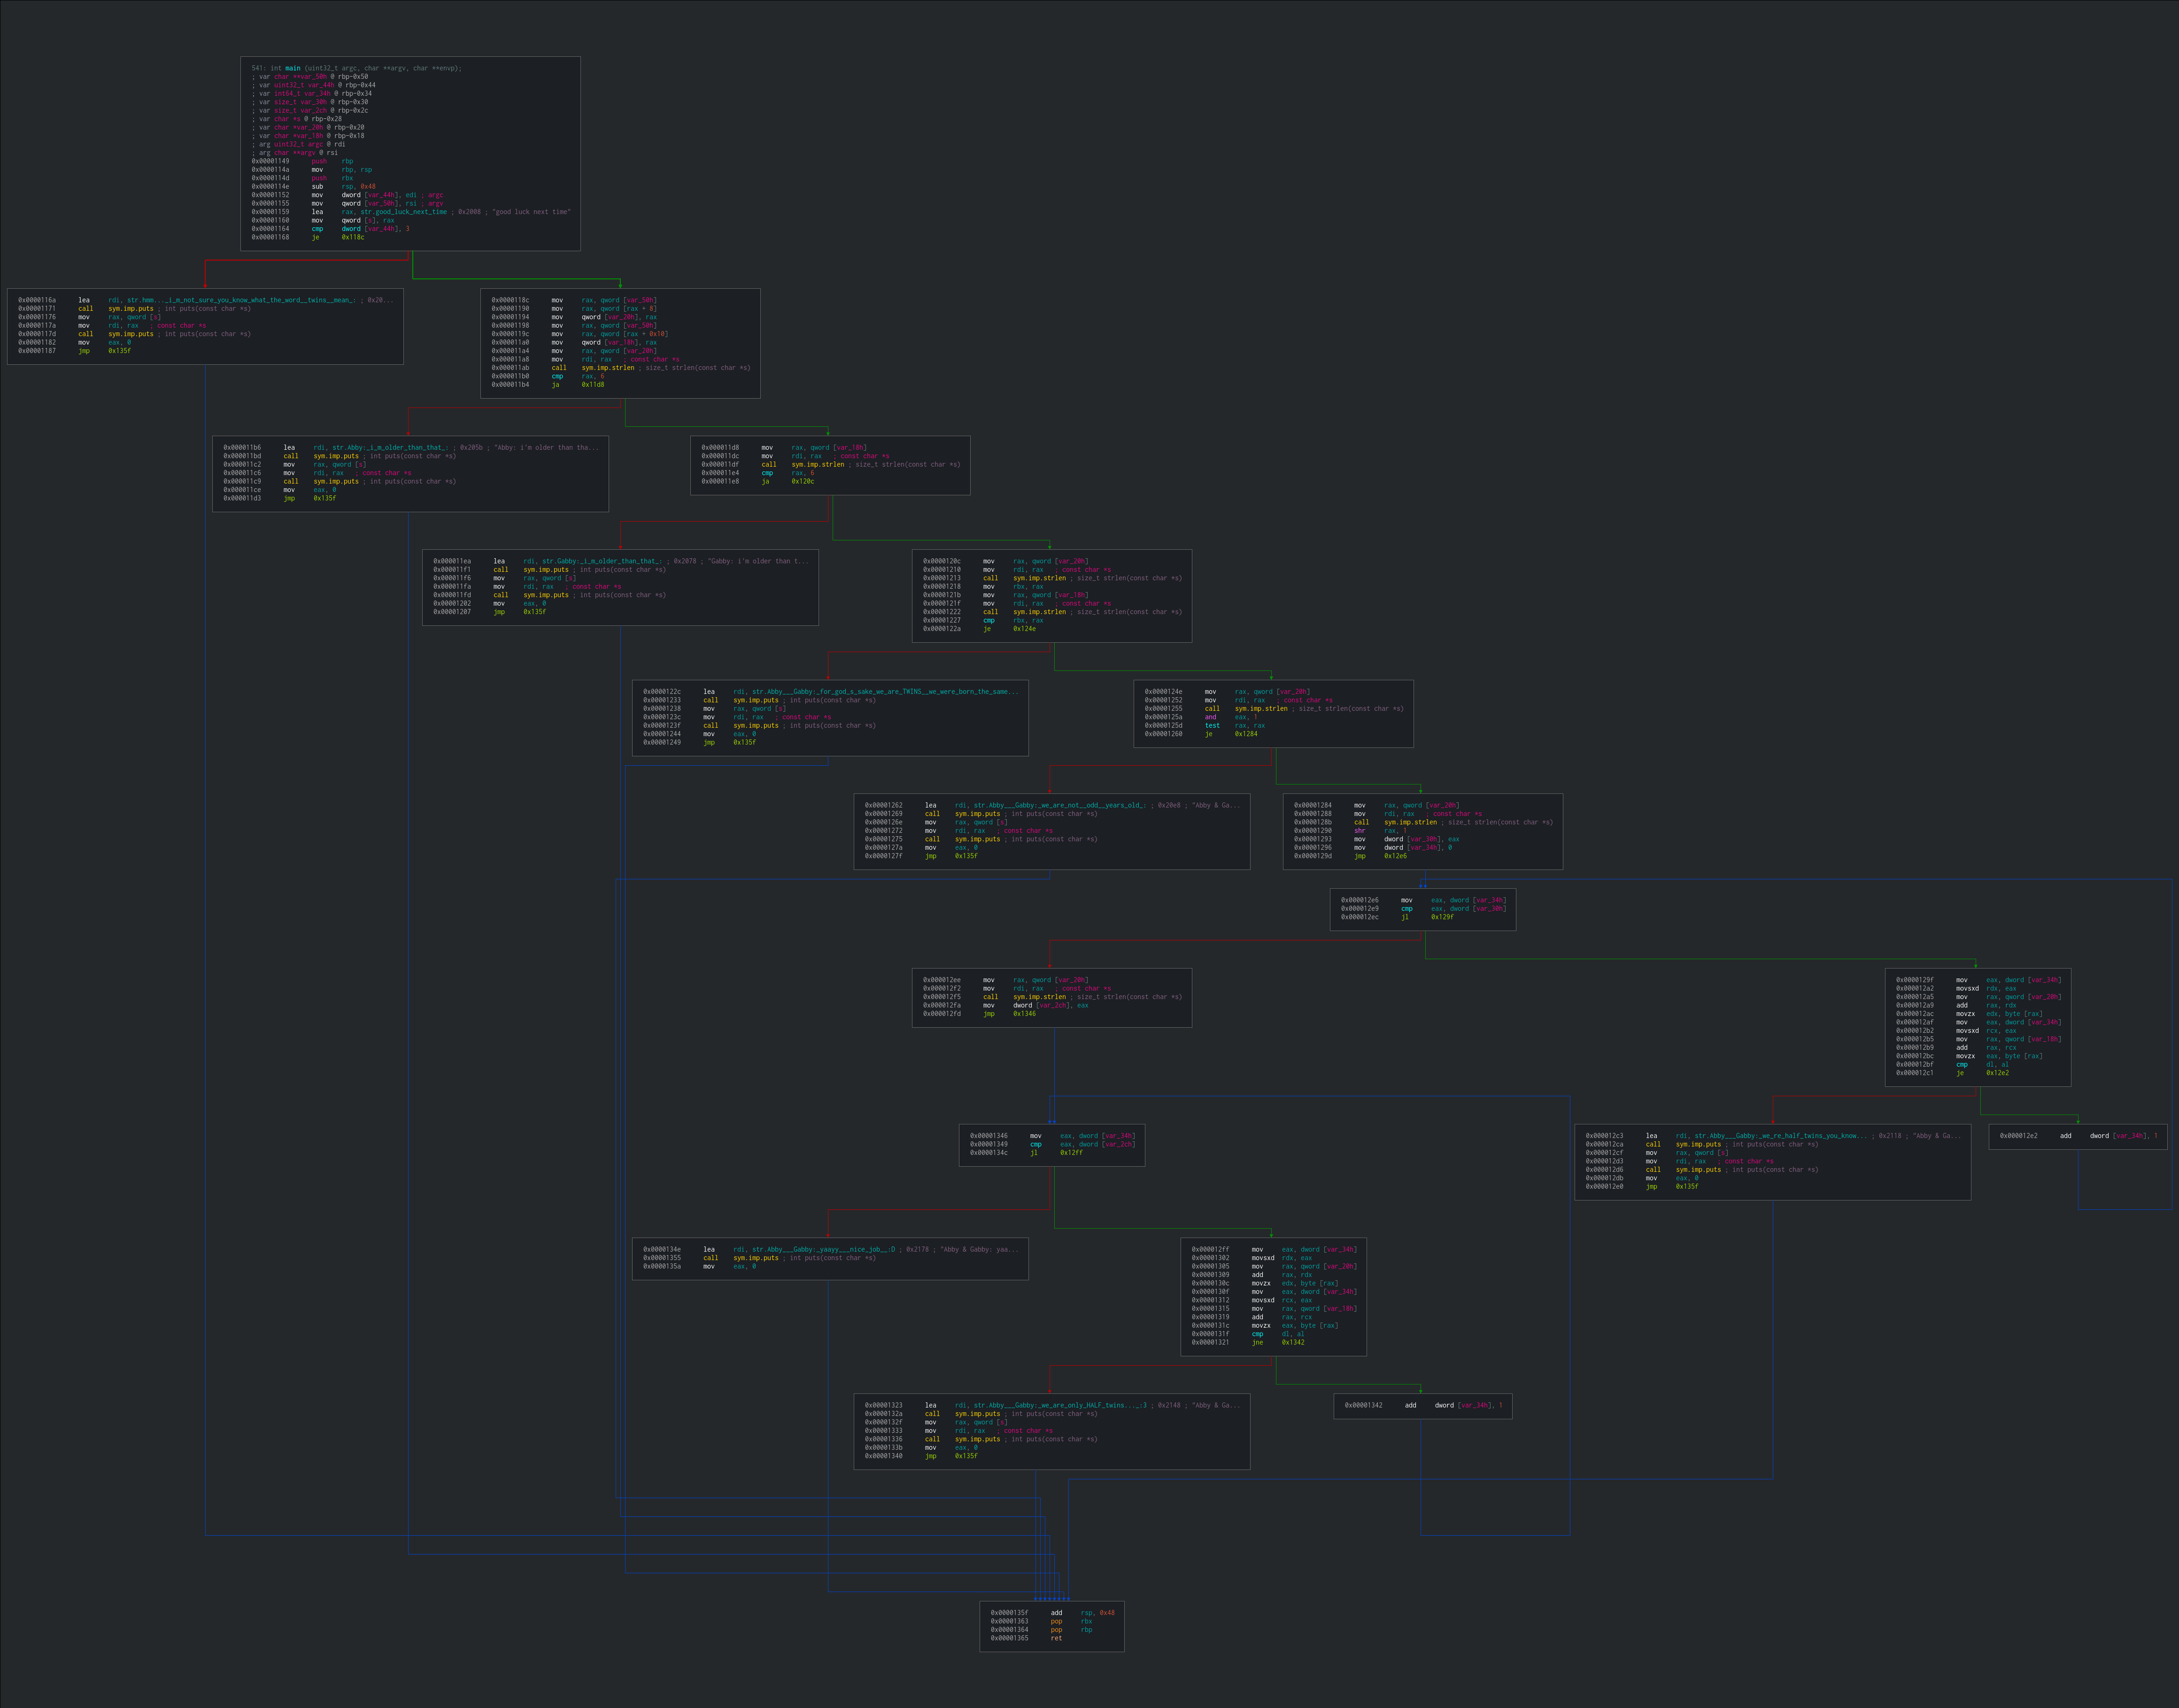 541: int main (uint32_t argc, char **argv, char **envp);
; var char **var_50h @ rbp-0x50
; var uint32_t var_44h @ rbp-0x44
; var int64_t var_34h @ rbp-0x34
; var size_t var_30h @ rbp-0x30
; var size_t var_2ch @ rbp-0x2c
; var char *s @ rbp-0x28
; var char *var_20h @ rbp-0x20
; var char *var_18h @ rbp-0x18
; arg uint32_t argc @ rdi
; arg char **argv @ rsi
0x00001149 push rbp
0x0000114a mov rbp, rsp
0x0000114d push rbx
0x0000114e sub rsp, 0x48
0x00001152 mov dword [var_44h], edi ; argc
0x00001155 mov qword [var_50h], rsi ; argv
0x00001159 lea rax, str.good_luck_next_time ; 0x2008 ; "good luck next time"
0x00001160 mov qword [s], rax
0x00001164 cmp dword [var_44h], 3
0x00001168 je 0x118c
0x0000116a lea rdi, str.hmm..._i_m_not_sure_you_know_what_the_word__twins__mean_: ; 0x20...
0x00001171 call sym.imp.puts ; int puts(const char *s)
0x00001176 mov rax, qword [s]
0x0000117a mov rdi, rax ; const char *s
0x0000117d call sym.imp.puts ; int puts(const char *s)
0x00001182 mov eax, 0
0x00001187 jmp 0x135f
0x0000118c mov rax, qword [var_50h]
0x00001190 mov rax, qword [rax + 8]
0x00001194 mov qword [var_20h], rax
0x00001198 mov rax, qword [var_50h]
0x0000119c mov rax, qword [rax + 0x10]
0x000011a0 mov qword [var_18h], rax
0x000011a4 mov rax, qword [var_20h]
0x000011a8 mov rdi, rax ; const char *s
0x000011ab call sym.imp.strlen ; size_t strlen(const char *s)
0x000011b0 cmp rax, 6
0x000011b4 ja 0x11d8
0x000011b6 lea rdi, str.Abby:_i_m_older_than_that_: ; 0x205b ; "Abby: i'm older than tha...
0x000011bd call sym.imp.puts ; int puts(const char *s)
0x000011c2 mov rax, qword [s]
0x000011c6 mov rdi, rax ; const char *s
0x000011c9 call sym.imp.puts ; int puts(const char *s)
0x000011ce mov eax, 0
0x000011d3 jmp 0x135f
0x000011d8 mov rax, qword [var_18h]
0x000011dc mov rdi, rax ; const char *s
0x000011df call sym.imp.strlen ; size_t strlen(const char *s)
0x000011e4 cmp rax, 6
0x000011e8 ja 0x120c
0x000011ea lea rdi, str.Gabby:_i_m_older_than_that_: ; 0x2078 ; "Gabby: i'm older than t...
0x000011f1 call sym.imp.puts ; int puts(const char *s)
0x000011f6 mov rax, qword [s]
0x000011fa mov rdi, rax ; const char *s
0x000011fd call sym.imp.puts ; int puts(const char *s)
0x00001202 mov eax, 0
0x00001207 jmp 0x135f
0x0000120c mov rax, qword [var_20h]
0x00001210 mov rdi, rax ; const char *s
0x00001213 call sym.imp.strlen ; size_t strlen(const char *s)
0x00001218 mov rbx, rax
0x0000121b mov rax, qword [var_18h]
0x0000121f mov rdi, rax ; const char *s
0x00001222 call sym.imp.strlen ; size_t strlen(const char *s)
0x00001227 cmp rbx, rax
0x0000122a je 0x124e
0x0000122c lea rdi, str.Abby___Gabby:_for_god_s_sake_we_are_TWINS__we_were_born_the_same...
0x00001233 call sym.imp.puts ; int puts(const char *s)
0x00001238 mov rax, qword [s]
0x0000123c mov rdi, rax ; const char *s
0x0000123f call sym.imp.puts ; int puts(const char *s)
0x00001244 mov eax, 0
0x00001249 jmp 0x135f
0x0000124e mov rax, qword [var_20h]
0x00001252 mov rdi, rax ; const char *s
0x00001255 call sym.imp.strlen ; size_t strlen(const char *s)
0x0000125a and eax, 1
0x0000125d test rax, rax
0x00001260 je 0x1284
0x00001262 lea rdi, str.Abby___Gabby:_we_are_not__odd__years_old_: ; 0x20e8 ; "Abby & Ga...
0x00001269 call sym.imp.puts ; int puts(const char *s)
0x0000126e mov rax, qword [s]
0x00001272 mov rdi, rax ; const char *s
0x00001275 call sym.imp.puts ; int puts(const char *s)
0x0000127a mov eax, 0
0x0000127f jmp 0x135f
0x00001284 mov rax, qword [var_20h]
0x00001288 mov rdi, rax ; const char *s
0x0000128b call sym.imp.strlen ; size_t strlen(const char *s)
0x00001290 shr rax, 1
0x00001293 mov dword [var_30h], eax
0x00001296 mov dword [var_34h], 0
0x0000129d jmp 0x12e6
0x000012e6 mov eax, dword [var_34h]
0x000012e9 cmp eax, dword [var_30h]
0x000012ec jl 0x129f
0x000012ee mov rax, qword [var_20h]
0x000012f2 mov rdi, rax ; const char *s
0x000012f5 call sym.imp.strlen ; size_t strlen(const char *s)
0x000012fa mov dword [var_2ch], eax
0x000012fd jmp 0x1346
0x0000129f mov eax, dword [var_34h]
0x000012a2 movsxd rdx, eax
0x000012a5 mov rax, qword [var_20h]
0x000012a9 add rax, rdx
0x000012ac movzx edx, byte [rax]
0x000012af mov eax, dword [var_34h]
0x000012b2 movsxd rcx, eax
0x000012b5 mov rax, qword [var_18h]
0x000012b9 add rax, rcx
0x000012bc movzx eax, byte [rax]
0x000012bf cmp dl, al
0x000012c1 je 0x12e2
0x00001346 mov eax, dword [var_34h]
0x00001349 cmp eax, dword [var_2ch]
0x0000134c jl 0x12ff
0x000012c3 lea rdi, str.Abby___Gabby:_we_re_half_twins_you_know... ; 0x2118 ; "Abby & Ga...
0x000012ca call sym.imp.puts ; int puts(const char *s)
0x000012cf mov rax, qword [s]
0x000012d3 mov rdi, rax ; const char *s
0x000012d6 call sym.imp.puts ; int puts(const char *s)
0x000012db mov eax, 0
0x000012e0 jmp 0x135f
0x000012e2 add dword [var_34h], 1
0x0000134e lea rdi, str.Abby___Gabby:_yaayy___nice_job__:D ; 0x2178 ; "Abby & Gabby: yaa...
0x00001355 call sym.imp.puts ; int puts(const char *s)
0x0000135a mov eax, 0
0x000012ff mov eax, dword [var_34h]
0x00001302 movsxd rdx, eax
0x00001305 mov rax, qword [var_20h]
0x00001309 add rax, rdx
0x0000130c movzx edx, byte [rax]
0x0000130f mov eax, dword [var_34h]
0x00001312 movsxd rcx, eax
0x00001315 mov rax, qword [var_18h]
0x00001319 add rax, rcx
0x0000131c movzx eax, byte [rax]
0x0000131f cmp dl, al
0x00001321 jne 0x1342
0x00001323 lea rdi, str.Abby___Gabby:_we_are_only_HALF_twins..._:3 ; 0x2148 ; "Abby & Ga...
0x0000132a call sym.imp.puts ; int puts(const char *s)
0x0000132f mov rax, qword [s]
0x00001333 mov rdi, rax ; const char *s
0x00001336 call sym.imp.puts ; int puts(const char *s)
0x0000133b mov eax, 0
0x00001340 jmp 0x135f
0x00001342 add dword [var_34h], 1
0x0000135f add rsp, 0x48
0x00001363 pop rbx
0x00001364 pop rbp
0x00001365 ret